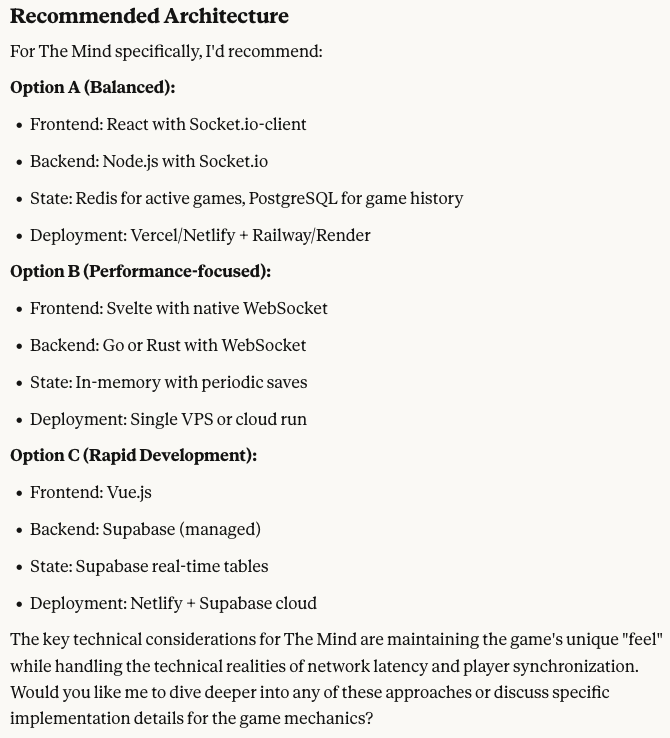 Recommended Architecture
For The Mind specifically, I'd recommend:
Option A (Balanced):
• Frontend: React with Socket.io-client
• Backend: Node.js with Socket.io
• State: Redis for active games, PostgreSQL for game history
• Deployment: Vercel/Netlify + Railway/Render
Option B (Performance-focused):
• Frontend: Svelte with native WebSocket
• Backend: Go or Rust with WebSocket
• State: In-memory with periodic saves
• Deployment: Single VPS or cloud run
Option C (Rapid Development):
• Frontend: Vue.js
• Backend: Supabase (managed)
• State: Supabase real-time tables
• Deployment: Netlify + Supabase cloud
The key technical considerations for The Mind are maintaining the game's unique "feel"
while handling the technical realities of network latency and player synchronization.
Would you like me to dive deeper into any of these approaches or discuss specific
implementation details for the game mechanics?